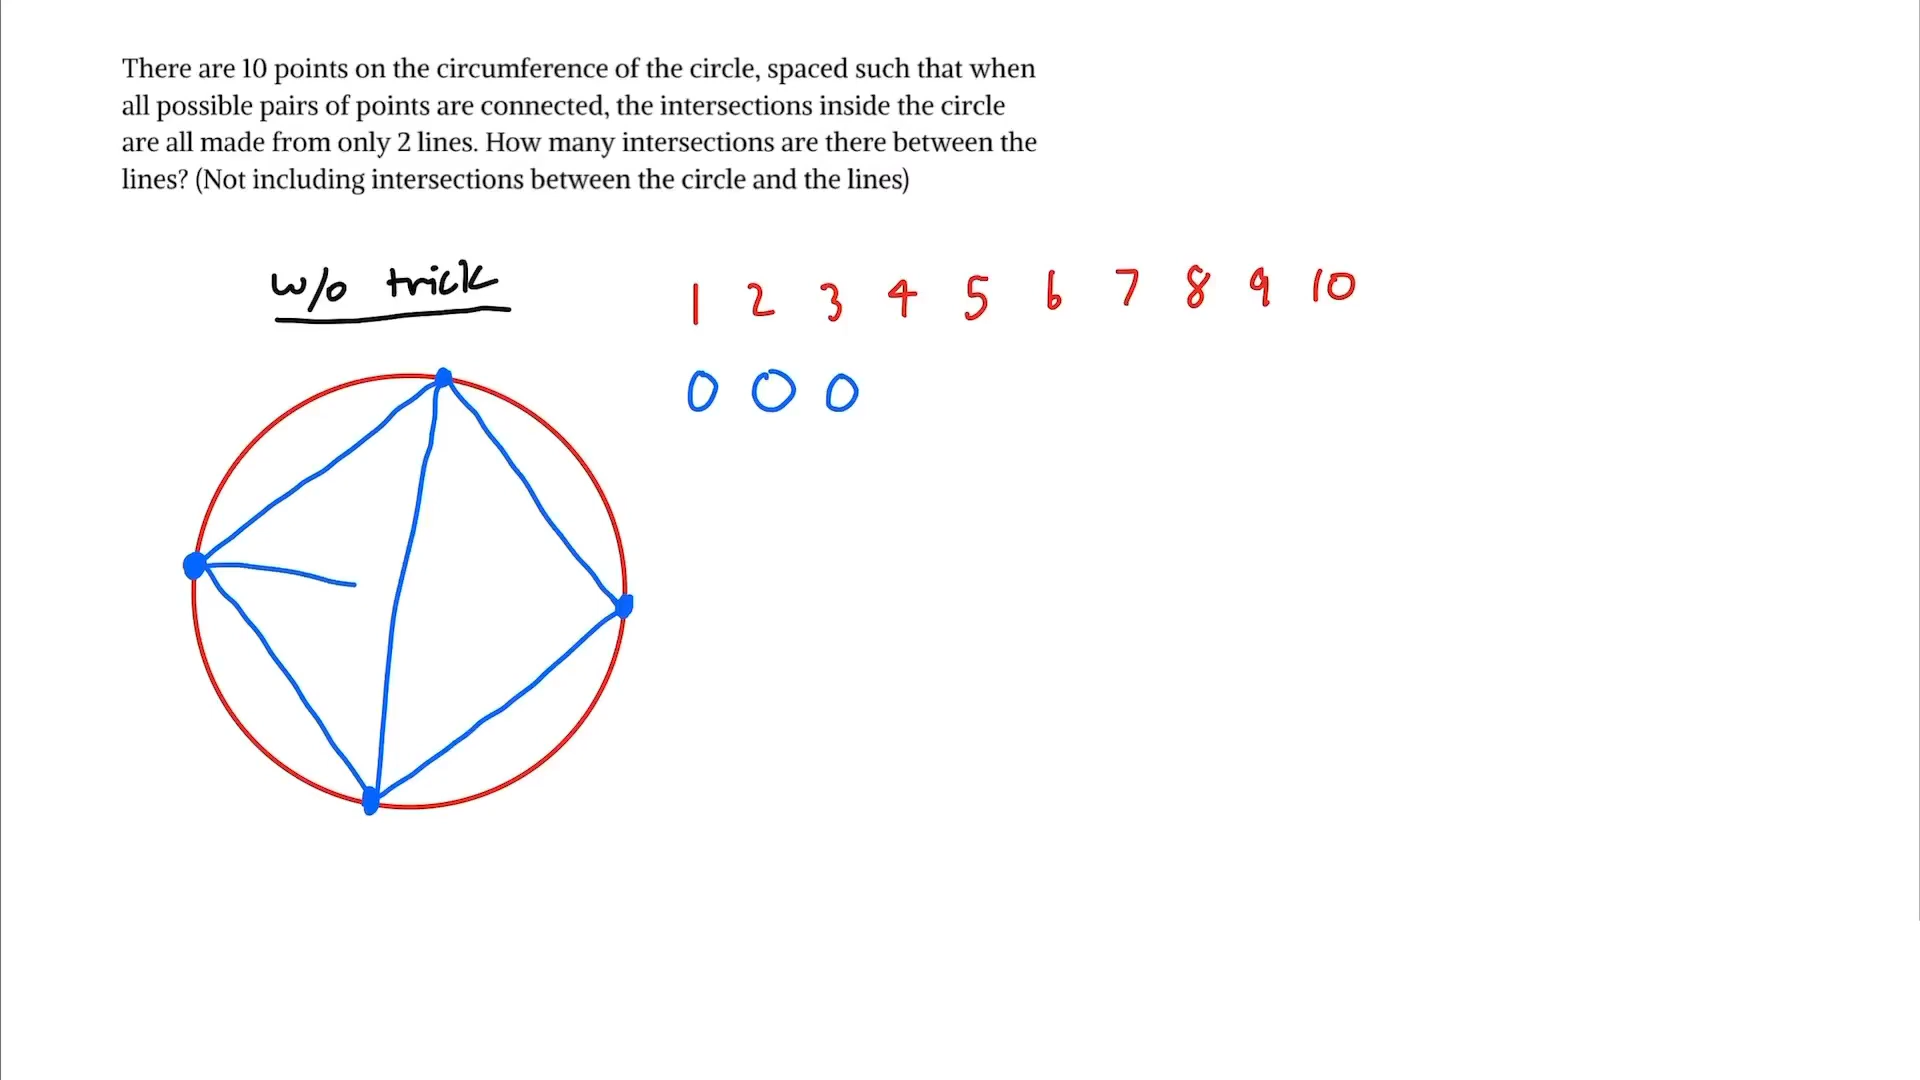 There are 10 points on the circumference of the circle, spaced such that when
all possible pairs of points are connected, the intersections inside the circle
are all made from only 2 lines. How many intersections are there between the
lines? (Not including intersections between the circle and the lines)
w/o trick
1 2 3 4 5 6 7 8 9 10
0 0 0